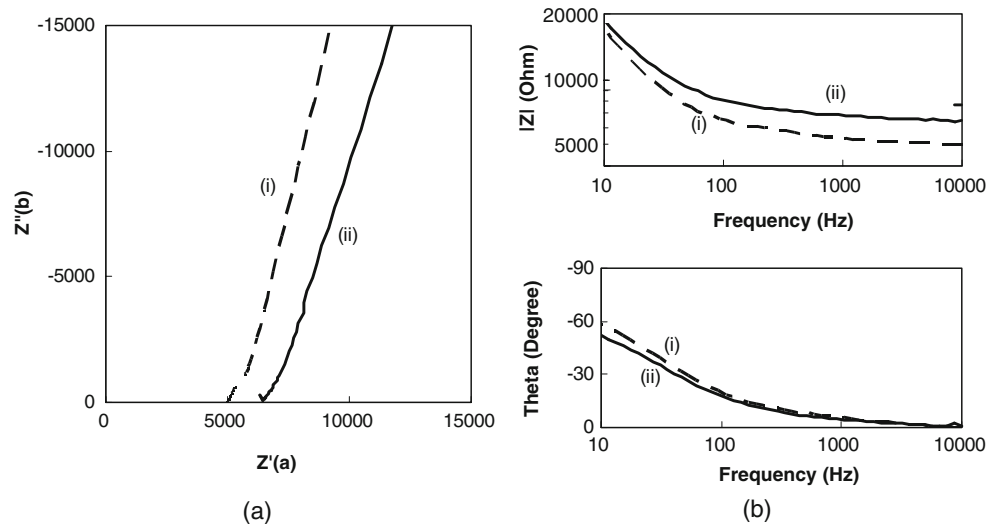 -15000
-10000
-5000
0
Z"(b)
(i)
(ii)
0
5000
10000
15000
Z'(a)
(a)
20000
10000
5000
|Z| (Ohm)
(ii)
(i)
10
100
1000
10000
Frequency (Hz)
-90
-60
-30
0
Theta (Degree)
(i)
(ii)
10
100
1000
10000
Frequency (Hz)
(b)